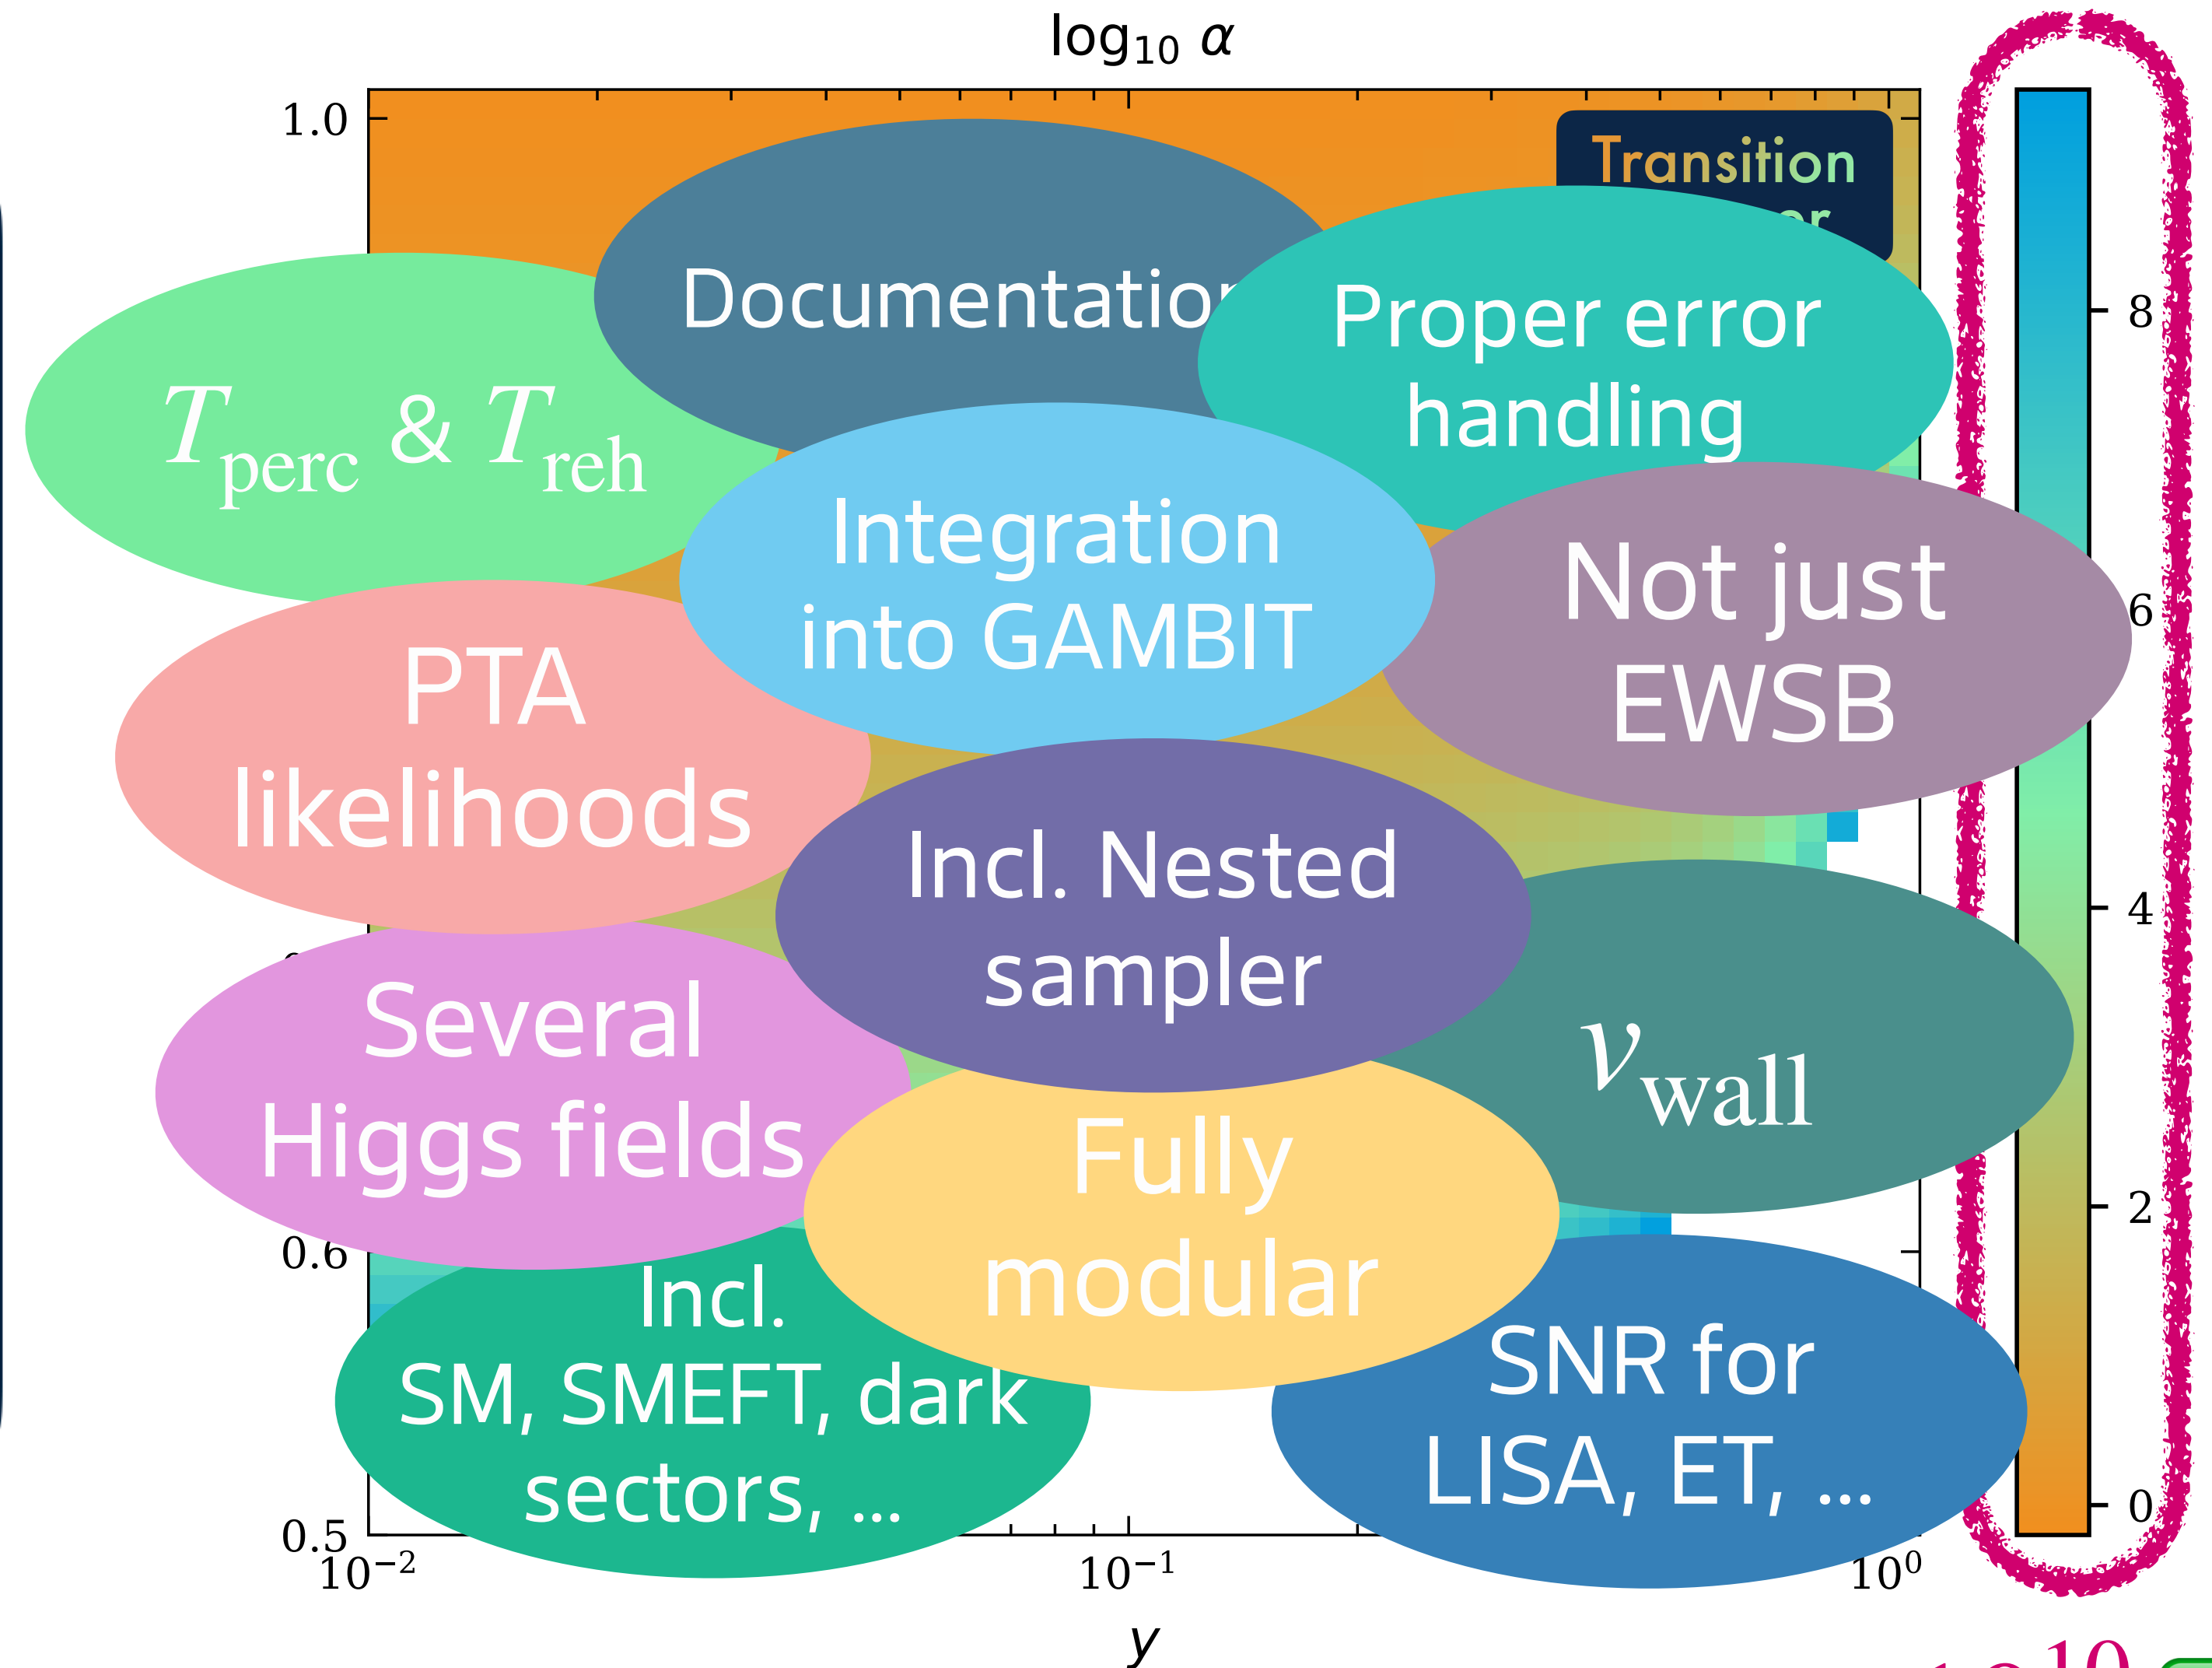 log₁₀ α
1.0
Transition
Documentation
Proper error
handling
8
T_perc & T_reh
Integration
into GAMBIT
Not just
EWSB
6
PTA
likelihoods
Incl. Nested
sampler
4
Several
Higgs fields
v_wall
Fully
modular
2
0.6
Incl.
SM, SMEFT, dark
sectors, ...
SNR for
LISA, ET, ...
0
0.5
10⁻²
10⁻¹
10⁰
y